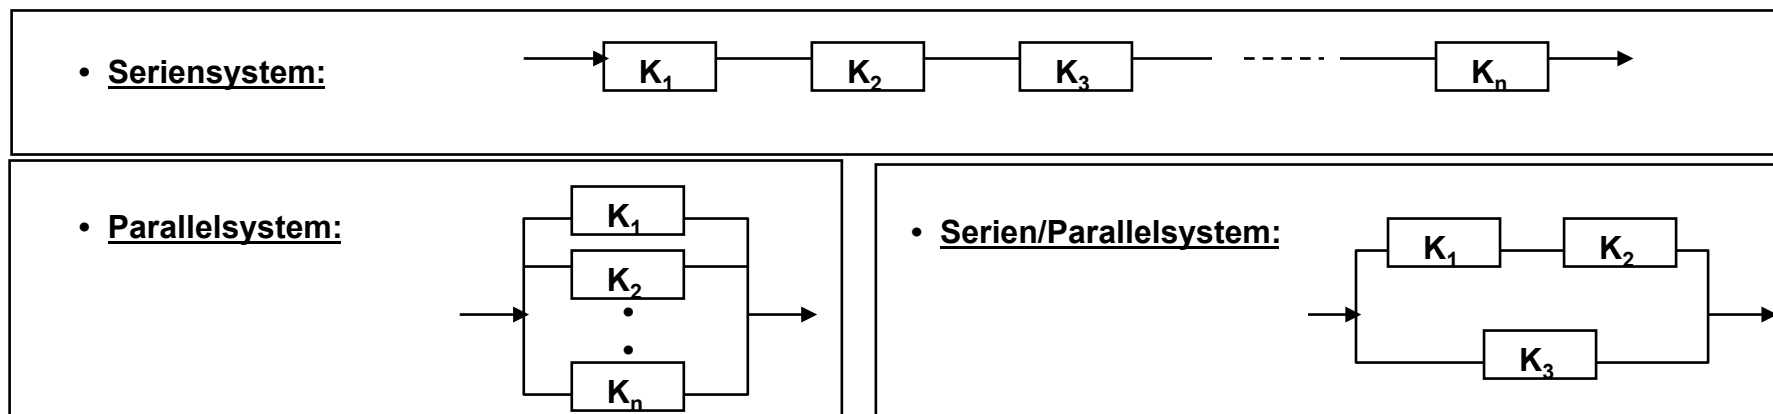 • Seriensystem:
K1 K2 K3 Kn
• Parallelsystem:
K1
K2
•
•
Kn
• Serien/Parallelsystem:
K1 K2
K3